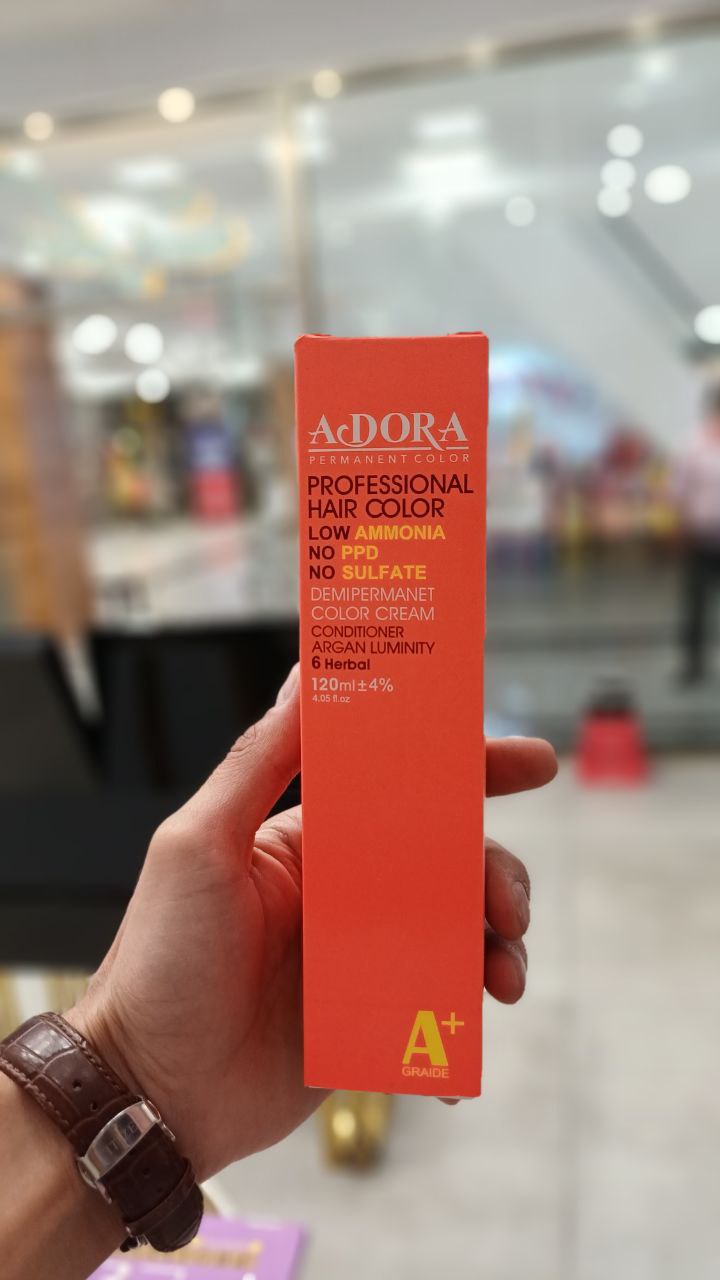 ADORA
PERMANENT COLOR
PROFESSIONAL
HAIR COLOR
LOW AMMONIA
NO PPD
NO SULFATE
DEMIPERMANET
COLOR CREAM
CONDITIONER
ARGAN LUMINITY
6 Herbal
120ml±4%
4.05 fl.oz
A+
GRAIDE